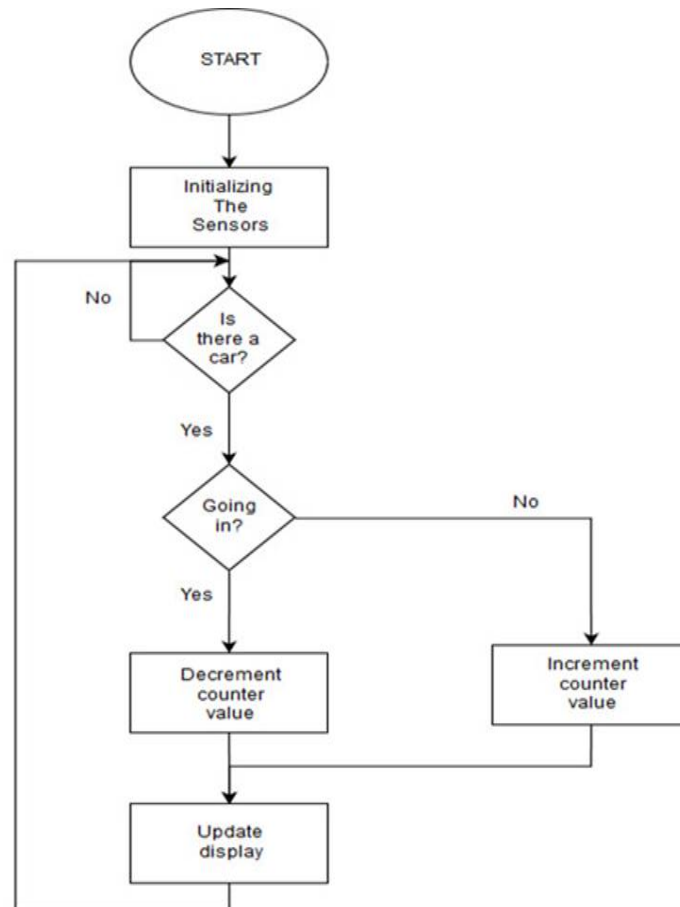 START
Initializing
The
Sensors
No
Is
there a
car?
Yes
Going
in?
No
Yes
Decrement
counter
value
Increment
counter
value
Update
display